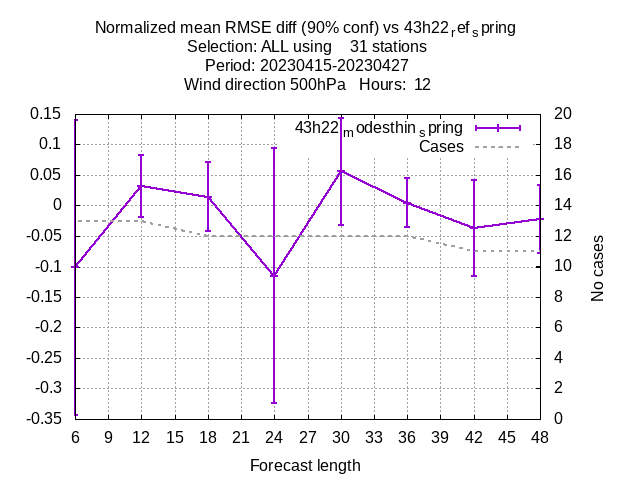 Normalized mean RMSE diff (90% conf) vs 43h22refspring
Selection: ALL using 31 stations
Period: 20230415-20230427
Wind direction 500hPa Hours: 12
43h22modesthinspring
Cases
0.15
0.1
0.05
0
-0.05
-0.1
-0.15
-0.2
-0.25
-0.3
-0.35
20
18
16
14
12
10
8
6
4
2
0
No cases
6 9 12 15 18 21 24 27 30 33 36 39 42 45 48
Forecast length